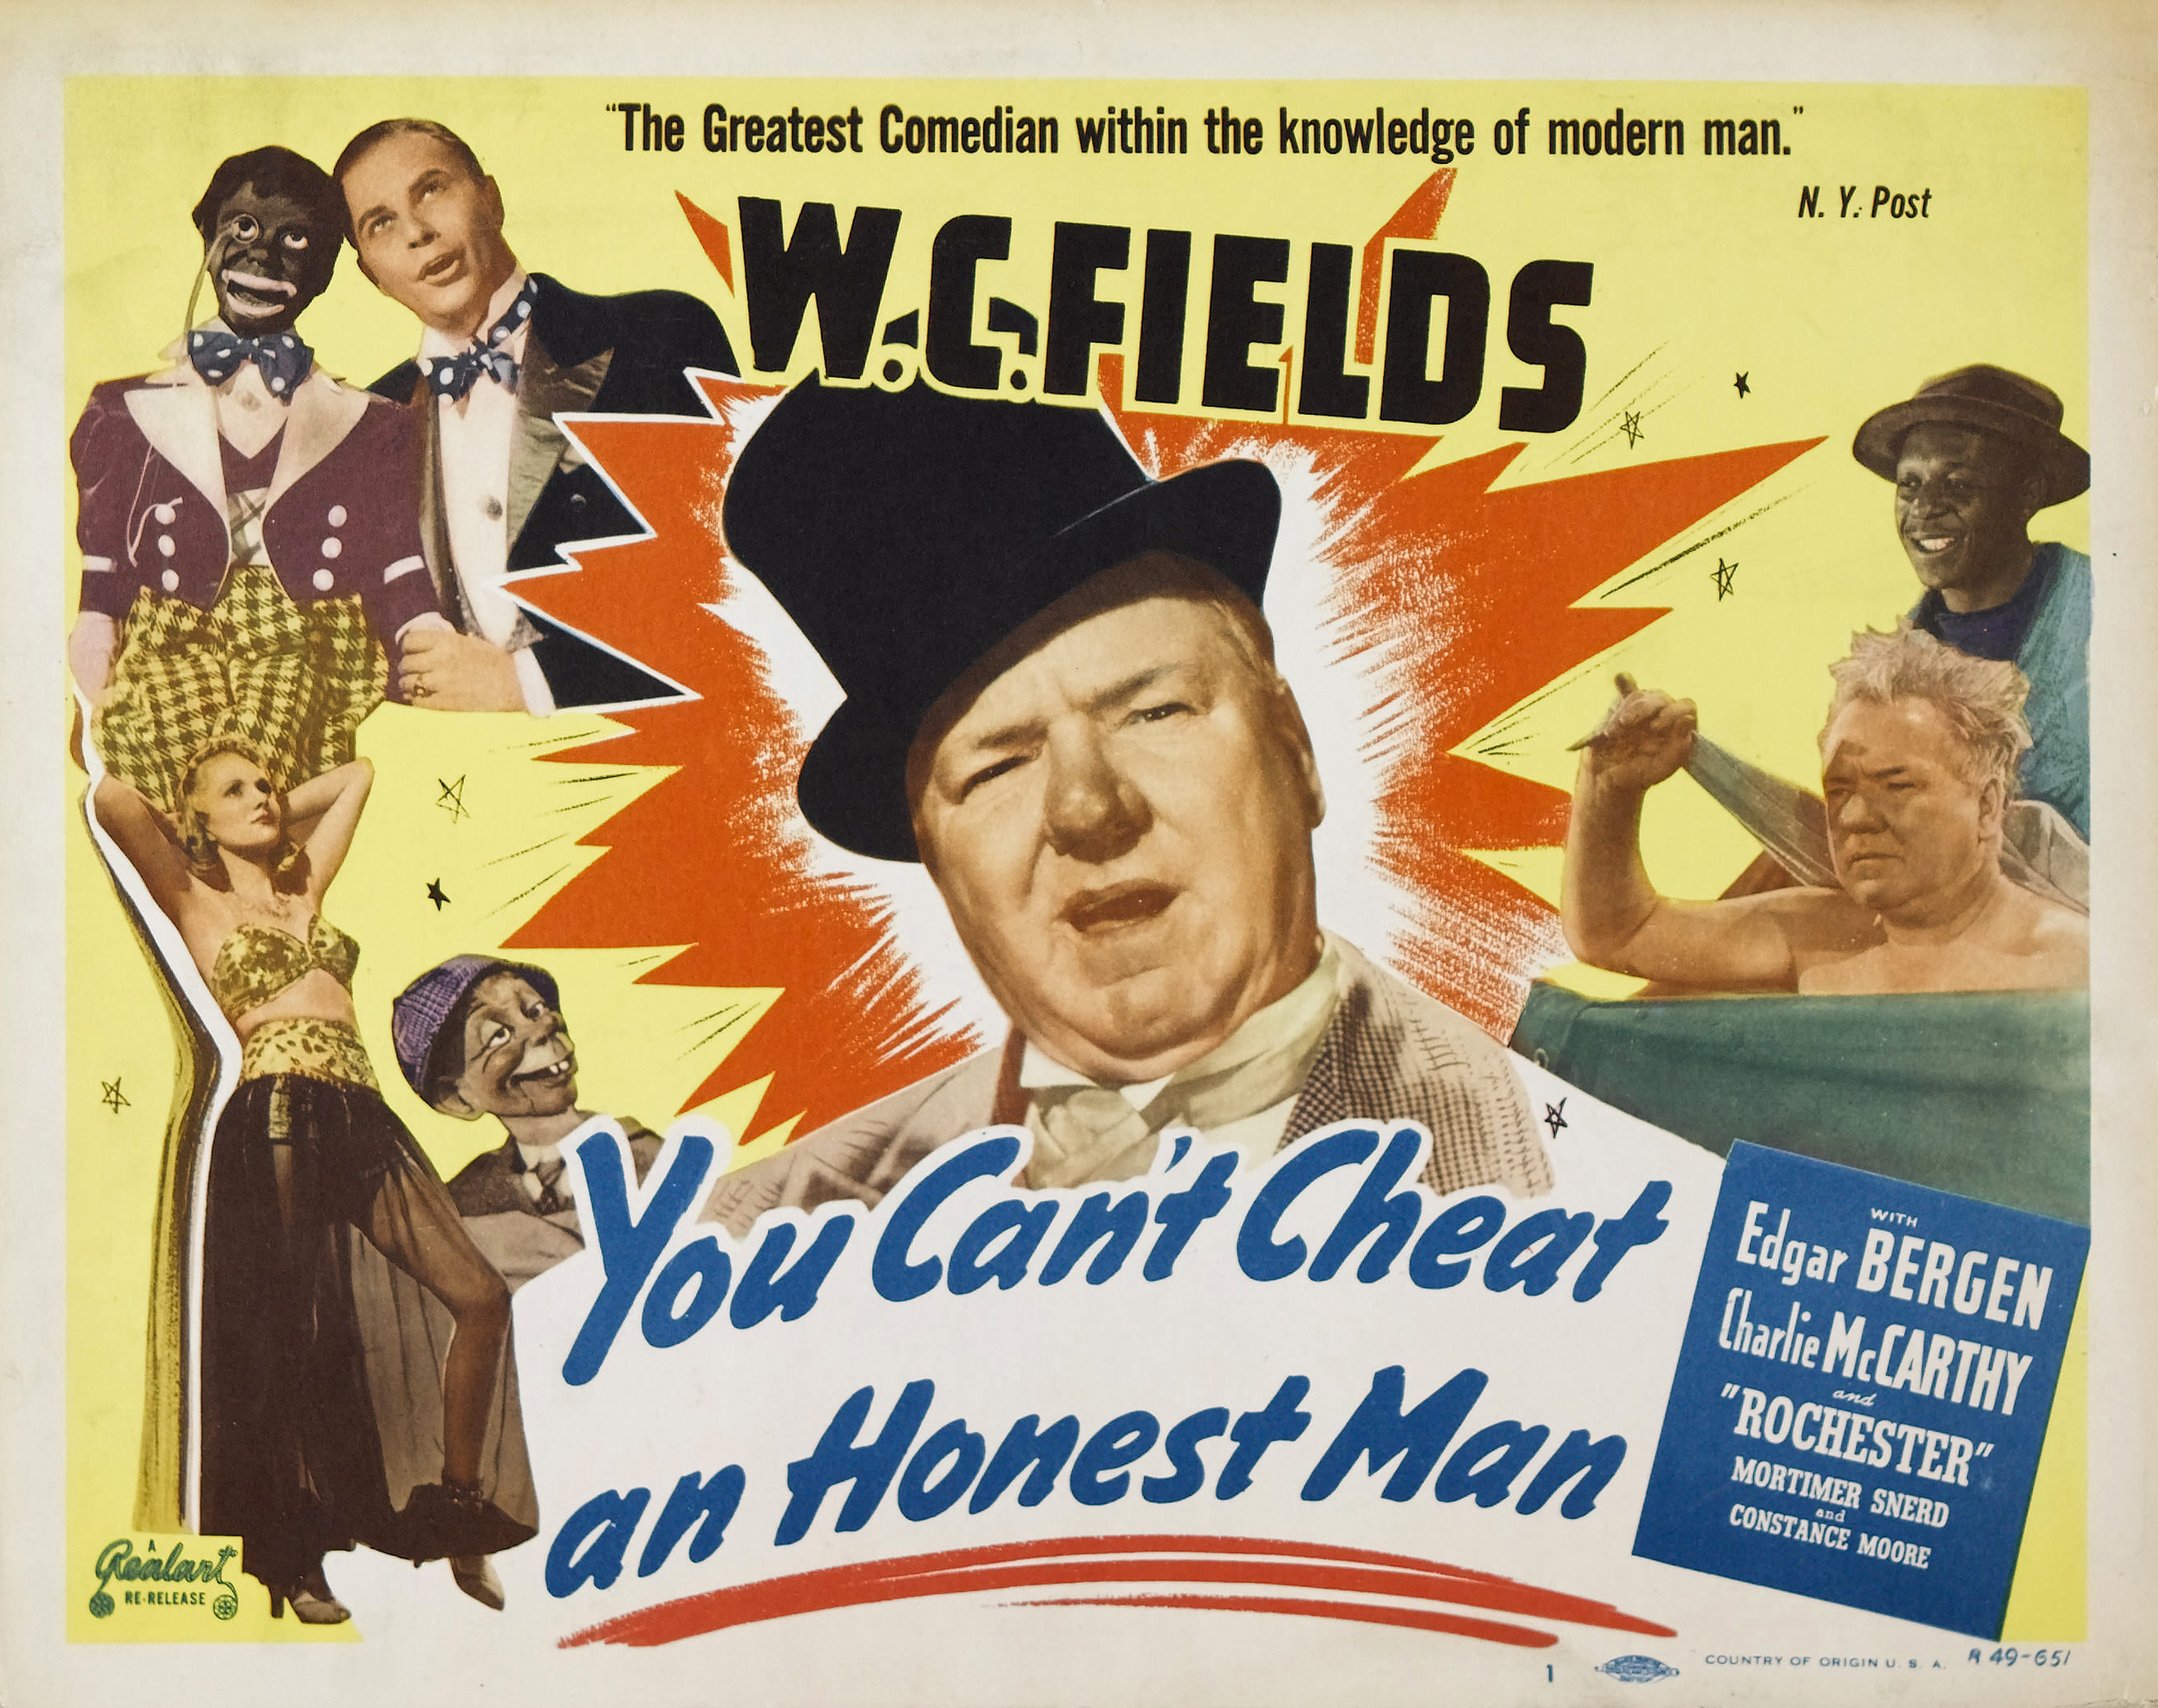 "The Greatest Comedian within the knowledge of modern man."
N. Y. Post
W.C. FIELDS
You Can't Cheat
an Honest Man
WITH
Edgar BERGEN
Charlie McCARTHY
and
"ROCHESTER"
MORTIMER SNERD
and
CONSTANCE MOORE
A
Realart
RE-RELEASE
1
COUNTRY OF ORIGIN U. S. A.
R 49-651